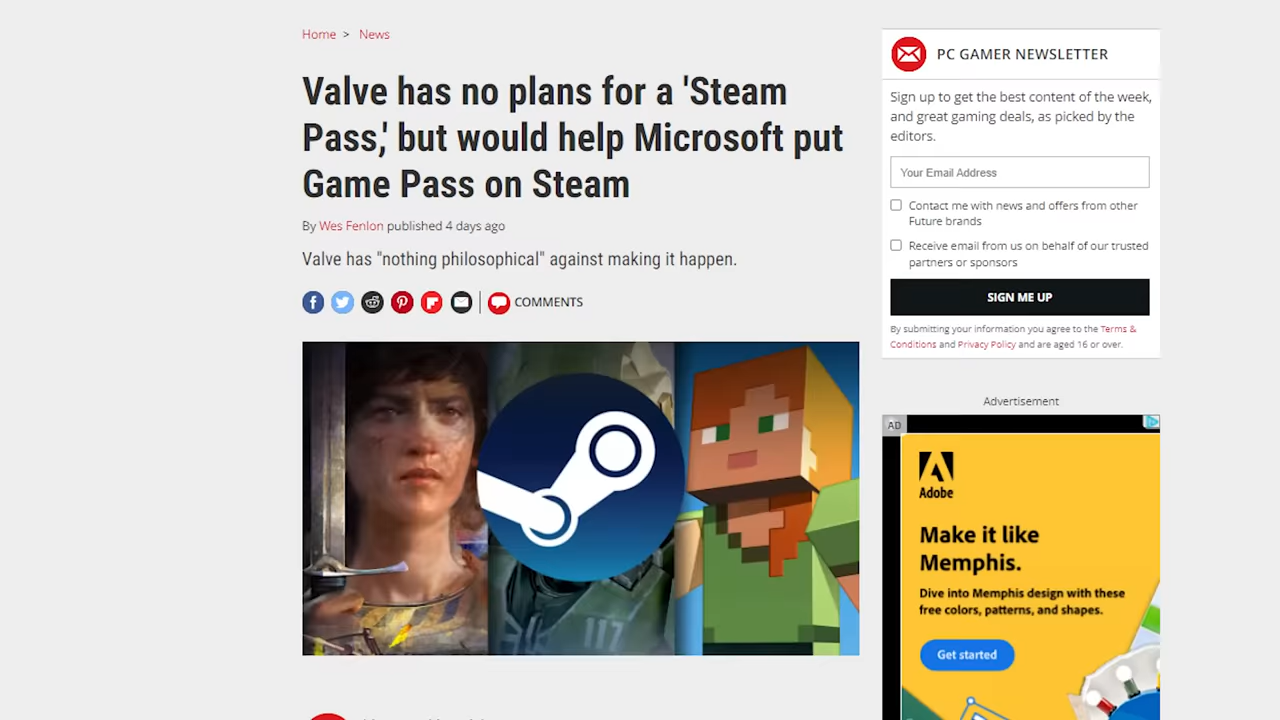 Home > News
Valve has no plans for a 'Steam
Pass,' but would help Microsoft put
Game Pass on Steam
By Wes Fenlon published 4 days ago
Valve has "nothing philosophical" against making it happen.
COMMENTS
117
PC GAMER NEWSLETTER
Sign up to get the best content of the week,
and great gaming deals, as picked by the
editors.
Your Email Address
Contact me with news and offers from other
Future brands
Receive email from us on behalf of our trusted
partners or sponsors
SIGN ME UP
By submitting your information you agree to the Terms &
Conditions and Privacy Policy and are aged 16 or over.
Advertisement
AD
Adobe
Make it like
Memphis.
Dive into Memphis design with these
free colors, patterns, and shapes.
Get started